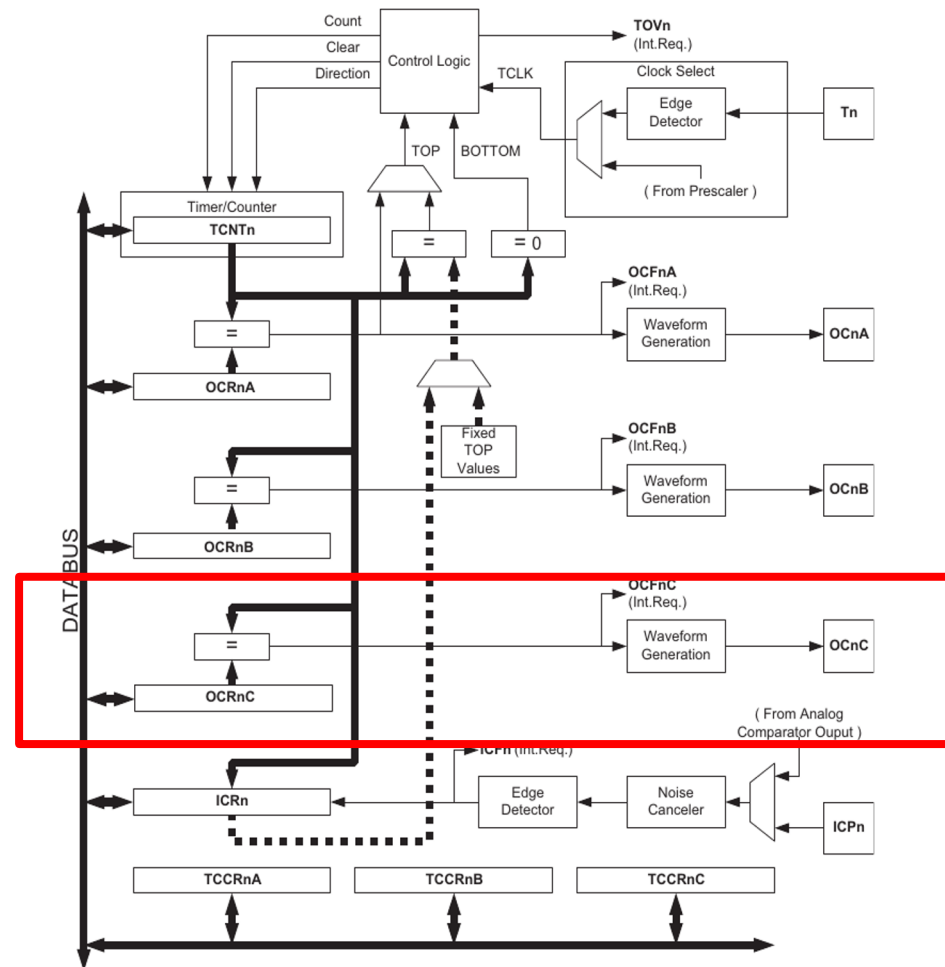 Count
Clear
Direction
Control Logic
TOVn
(Int.Req.)
TCLK
Clock Select
Edge
Detector
Tn
( From Prescaler )
TOP
BOTTOM
Timer/Counter
TCNTn
=
= 0
=
OCFnA
(Int.Req.)
Waveform
Generation
OCnA
OCRnA
Fixed
TOP
Values
OCFnB
(Int.Req.)
=
Waveform
Generation
OCnB
OCRnB
DATABUS
OCFnC
(Int.Req.)
=
Waveform
Generation
OCnC
OCRnC
( From Analog
Comparator Ouput )
ICFn (Int.Req.)
ICRn
Edge
Detector
Noise
Canceler
ICPn
TCCRnA
TCCRnB
TCCRnC